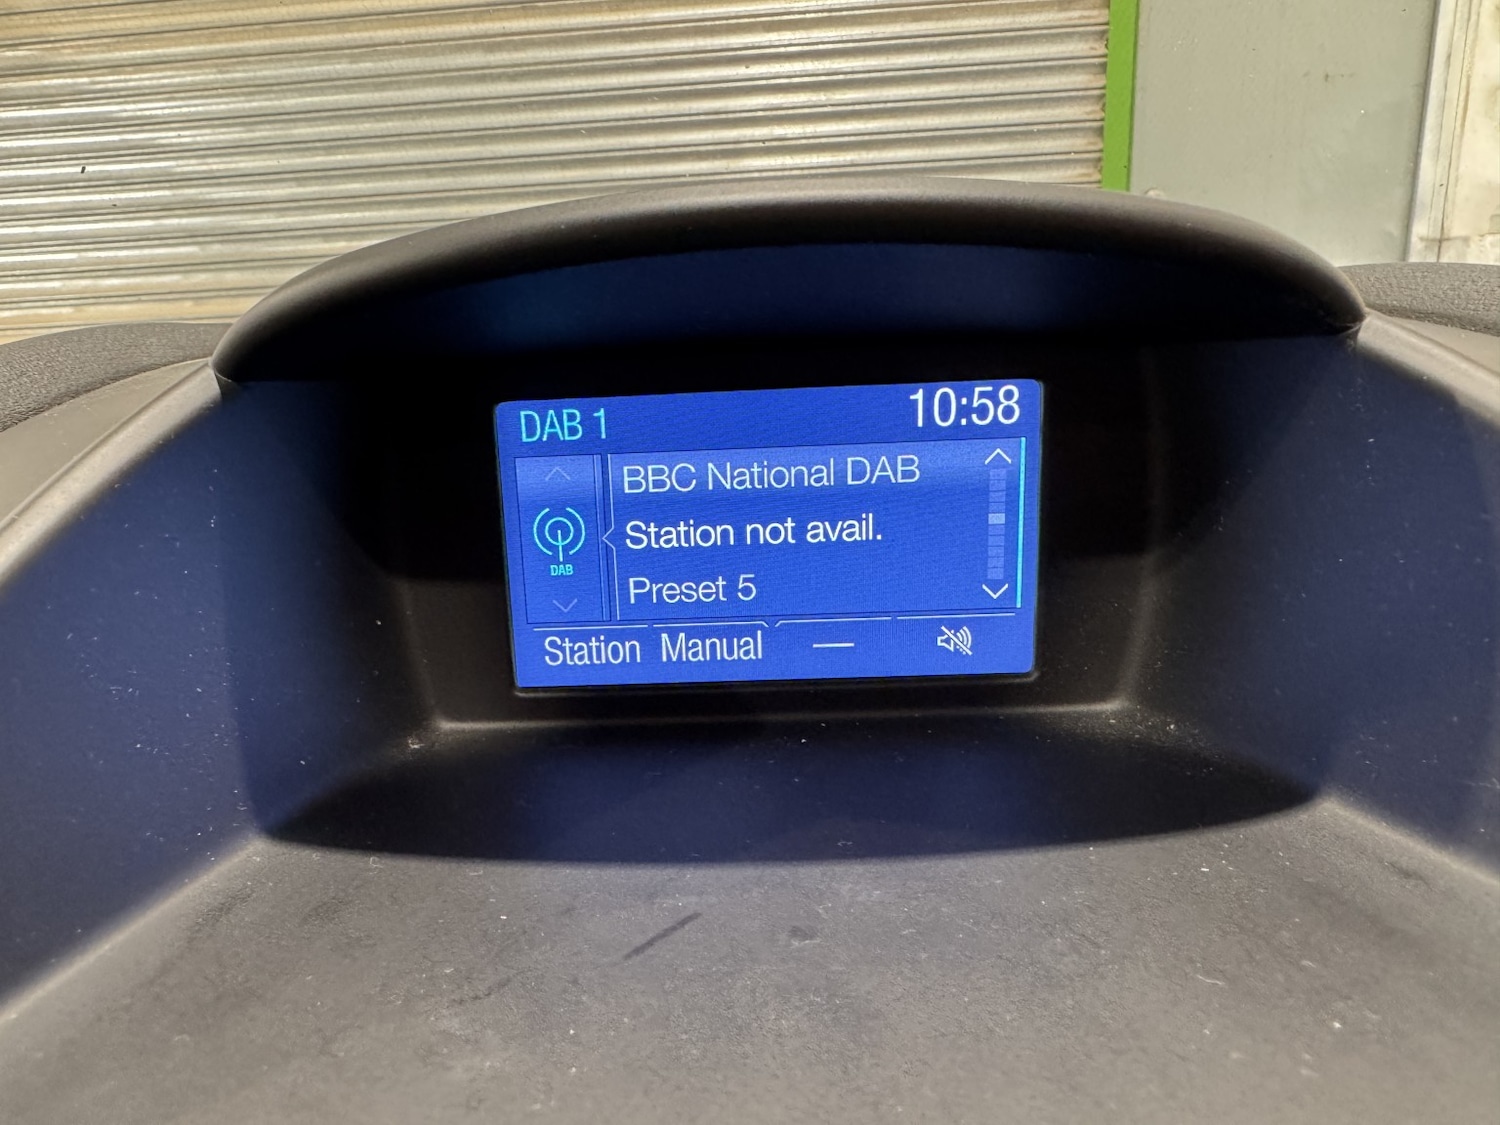 DAB 1 10:58
BBC National DAB
Station not avail.
DAB
Preset 5
Station Manual